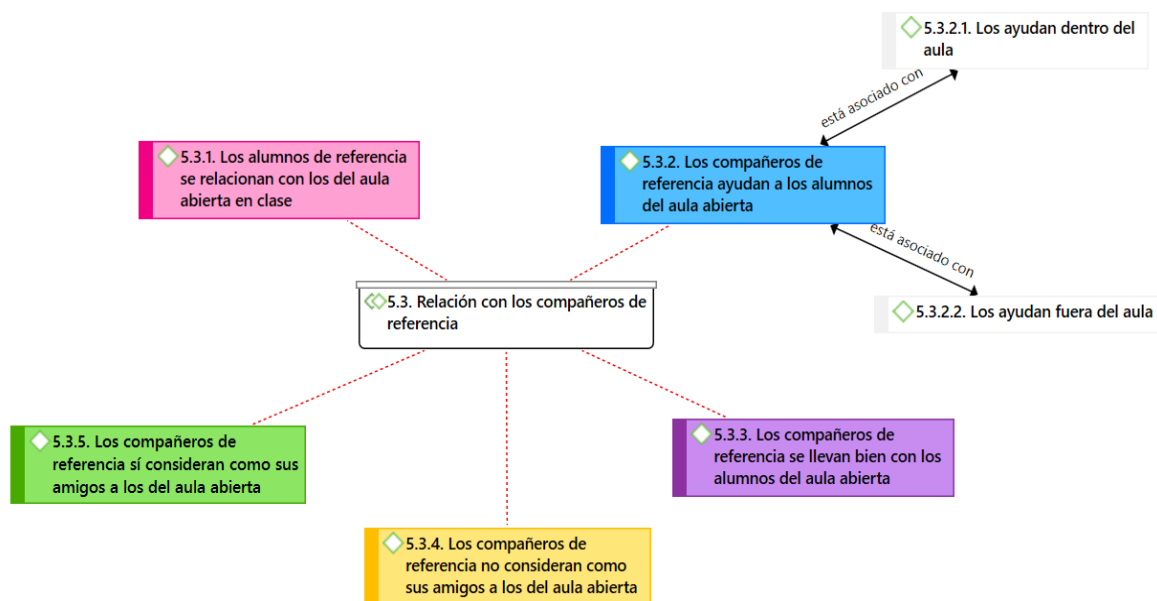 5.3.2.1. Los ayudan dentro del
aula
está asociado con
5.3.1. Los alumnos de referencia
se relacionan con los del aula
abierta en clase
5.3.2. Los compañeros de
referencia ayudan a los alumnos
del aula abierta
está asociado con
5.3.2.2. Los ayudan fuera del aula
5.3. Relación con los compañeros de
referencia
5.3.5. Los compañeros de
referencia sí consideran como sus
amigos a los del aula abierta
5.3.3. Los compañeros de
referencia se llevan bien con los
alumnos del aula abierta
5.3.4. Los compañeros de
referencia no consideran como
sus amigos a los del aula abierta